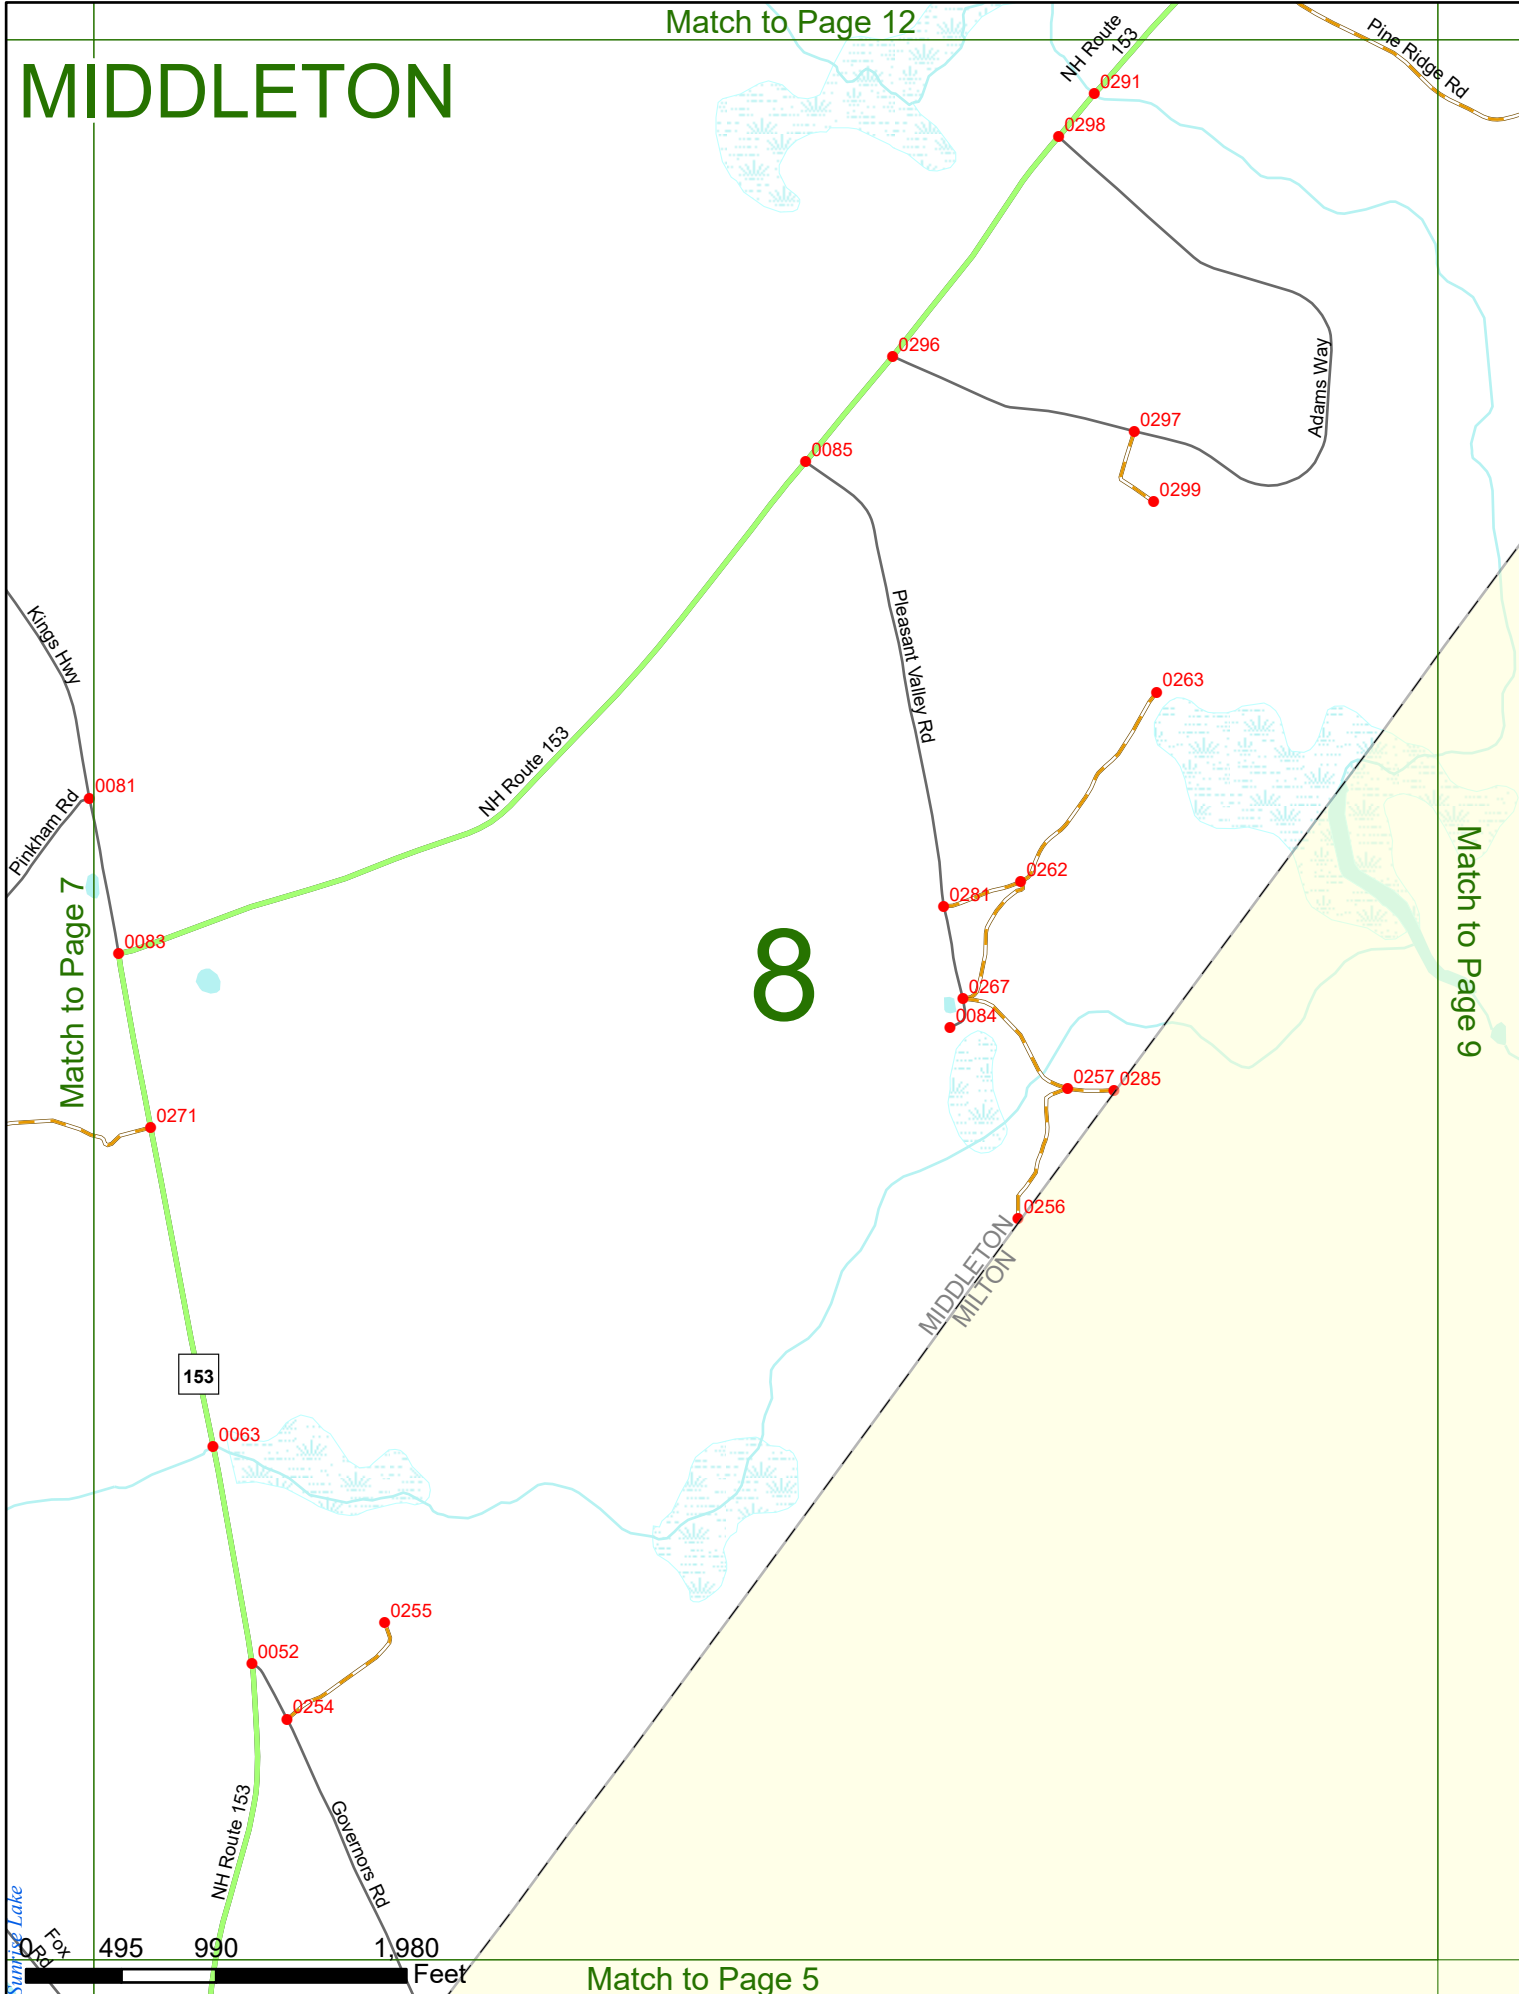 Match to Page 12
MIDDLETON
NH Route
153
Pine Ridge Rd
0291
0298
0296
Adams Way
0297
0085
0299
Kings Hwy
Pleasant Valley Rd
0263
NH Route 153
0081
Pinkham Rd
Match to Page 7
0262
0281
Match to Page 9
0083
8
0267
0084
0257
0285
0271
0256
MIDDLETON
MILTON
153
0063
0255
0052
0254
NH Route 153
Governors Rd
Sunrise Lake
Fox
Rd
0
495
990
1,980
Feet
Match to Page 5